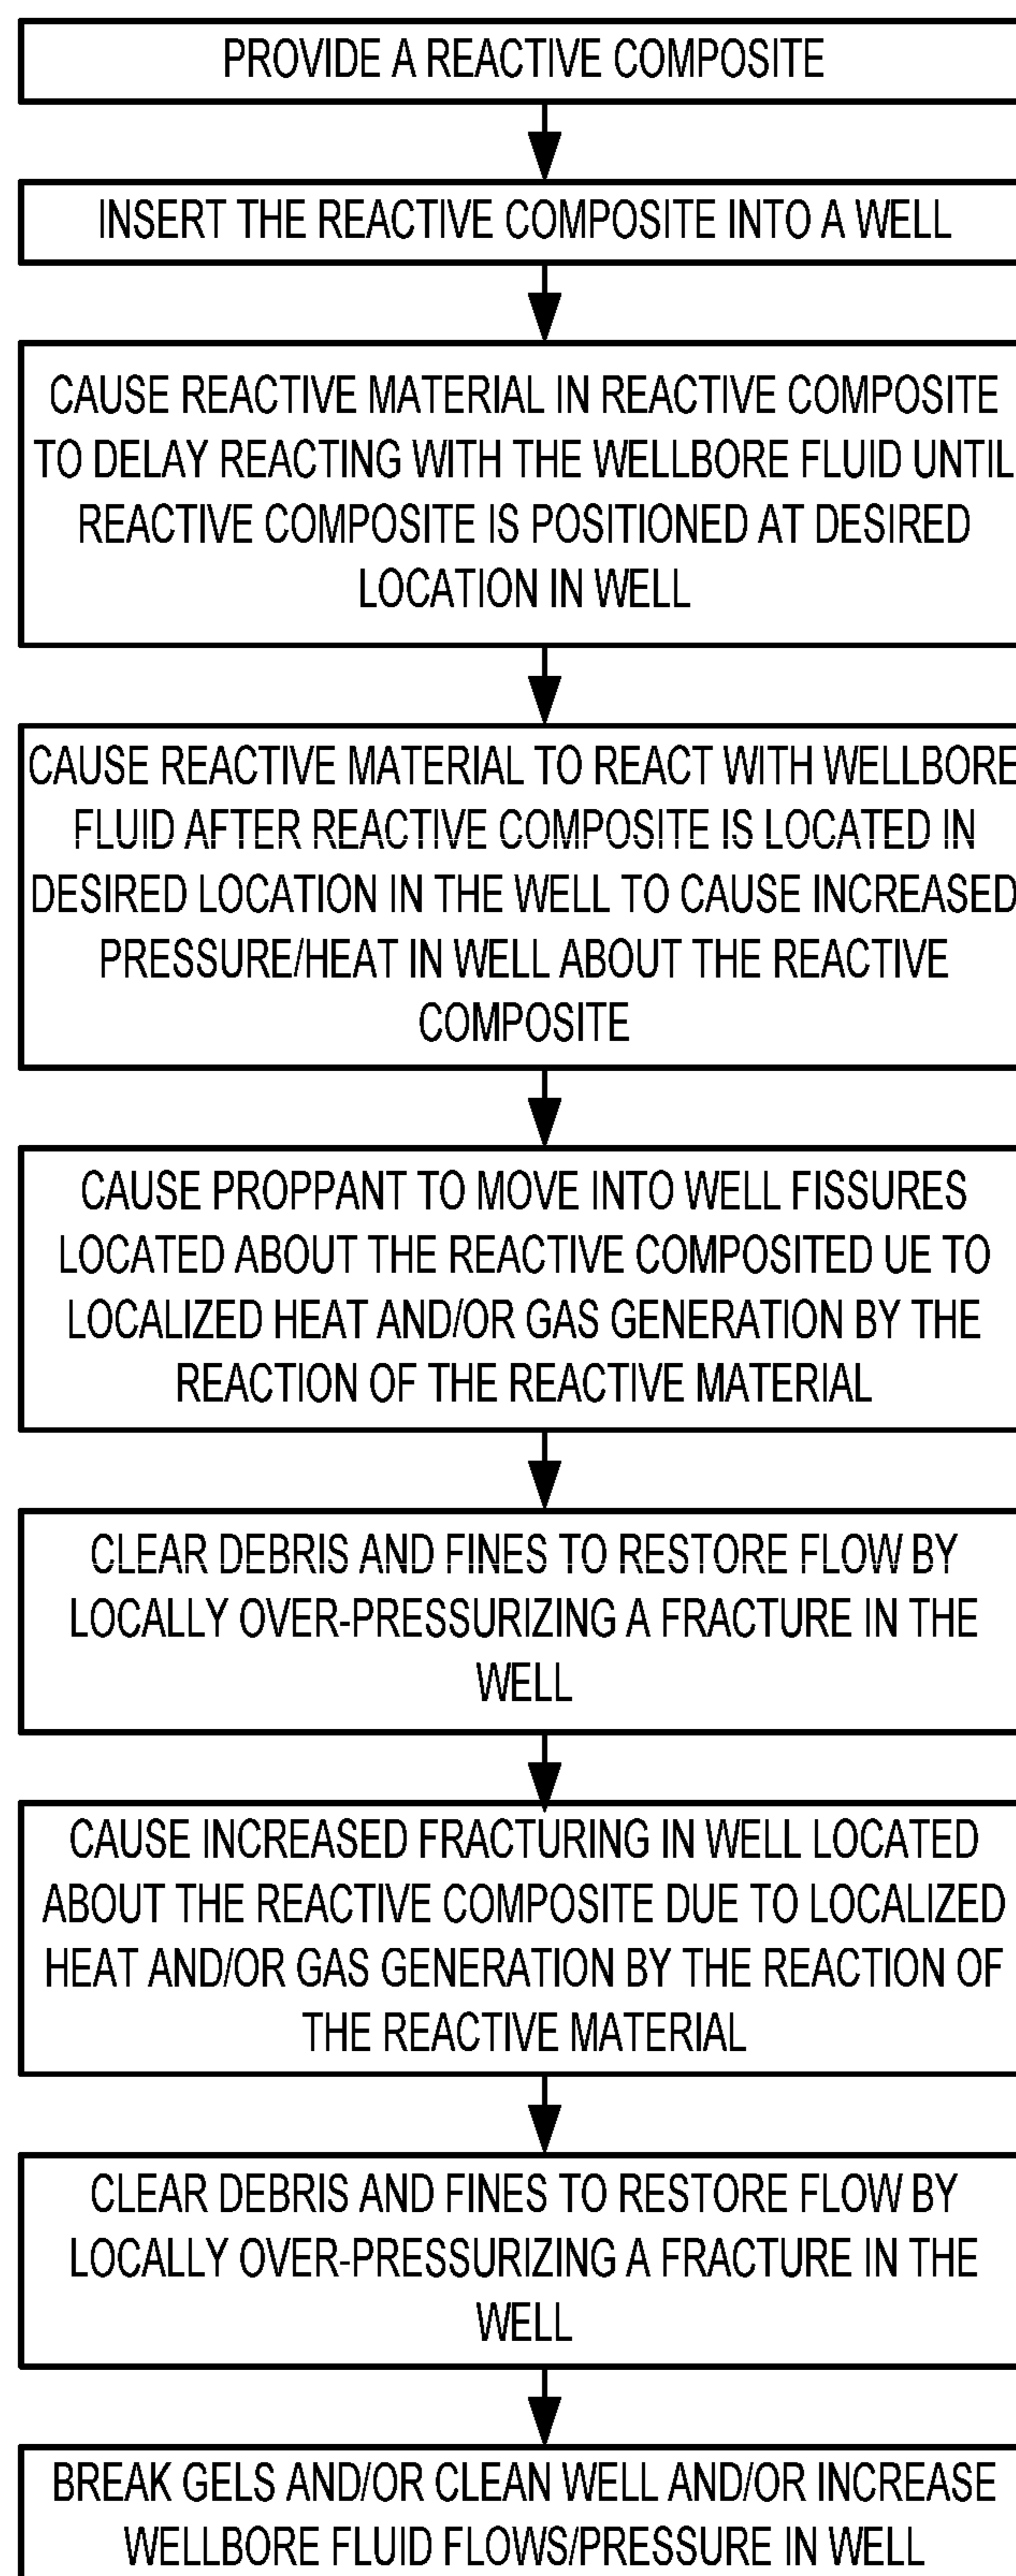 PROVIDE A REACTIVE COMPOSITE
INSERT THE REACTIVE COMPOSITE INTO A WELL
CAUSE REACTIVE MATERIAL IN REACTIVE COMPOSITE
TO DELAY REACTING WITH THE WELLBORE FLUID UNTIL
REACTIVE COMPOSITE IS POSITIONED AT DESIRED
LOCATION IN WELL
CAUSE REACTIVE MATERIAL TO REACT WITH WELLBORE
FLUID AFTER REACTIVE COMPOSITE IS LOCATED IN
DESIRED LOCATION IN THE WELL TO CAUSE INCREASED
PRESSURE/HEAT IN WELL ABOUT THE REACTIVE
COMPOSITE
CAUSE PROPPANT TO MOVE INTO WELL FISSURES
LOCATED ABOUT THE REACTIVE COMPOSITED UE TO
LOCALIZED HEAT AND/OR GAS GENERATION BY THE
REACTION OF THE REACTIVE MATERIAL
CLEAR DEBRIS AND FINES TO RESTORE FLOW BY
LOCALLY OVER-PRESSURIZING A FRACTURE IN THE
WELL
CAUSE INCREASED FRACTURING IN WELL LOCATED
ABOUT THE REACTIVE COMPOSITE DUE TO LOCALIZED
HEAT AND/OR GAS GENERATION BY THE REACTION OF
THE REACTIVE MATERIAL
CLEAR DEBRIS AND FINES TO RESTORE FLOW BY
LOCALLY OVER-PRESSURIZING A FRACTURE IN THE
WELL
BREAK GELS AND/OR CLEAN WELL AND/OR INCREASE
WELLBORE FLUID FLOWS/PRESSURE IN WELL